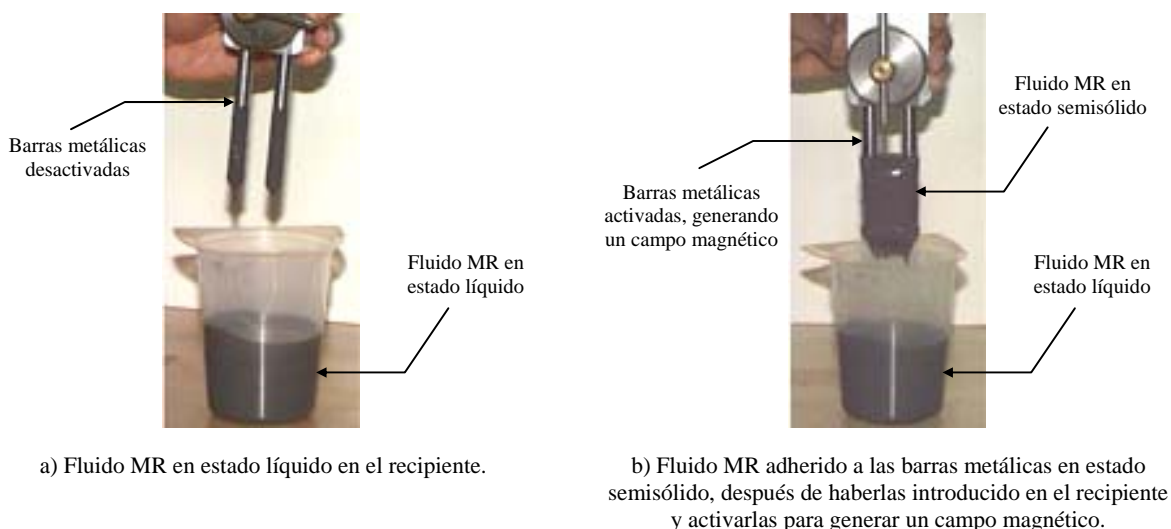 Barras metálicas
desactivadas
Fluido MR en
estado líquido
a) Fluido MR en estado líquido en el recipiente.
Fluido MR en
estado semisólido
Barras metálicas
activadas, generando
un campo magnético
Fluido MR en
estado líquido
b) Fluido MR adherido a las barras metálicas en estado
semisólido, después de haberlas introducido en el recipiente
y activarlas para generar un campo magnético.